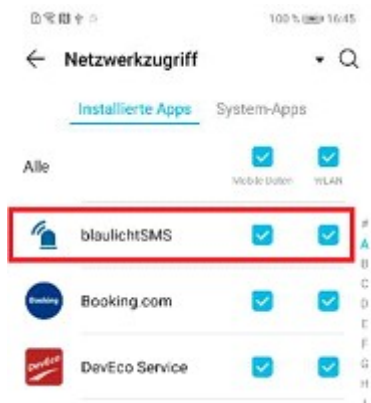 100 % 16:45
Netzwerkzugriff
Installierte Apps System-Apps
Alle
Mobile Daten WLAN
blaulichtSMS
Booking
Booking.com
DevEco
DevEco Service
#
A
B
C
D
E
F
G
H